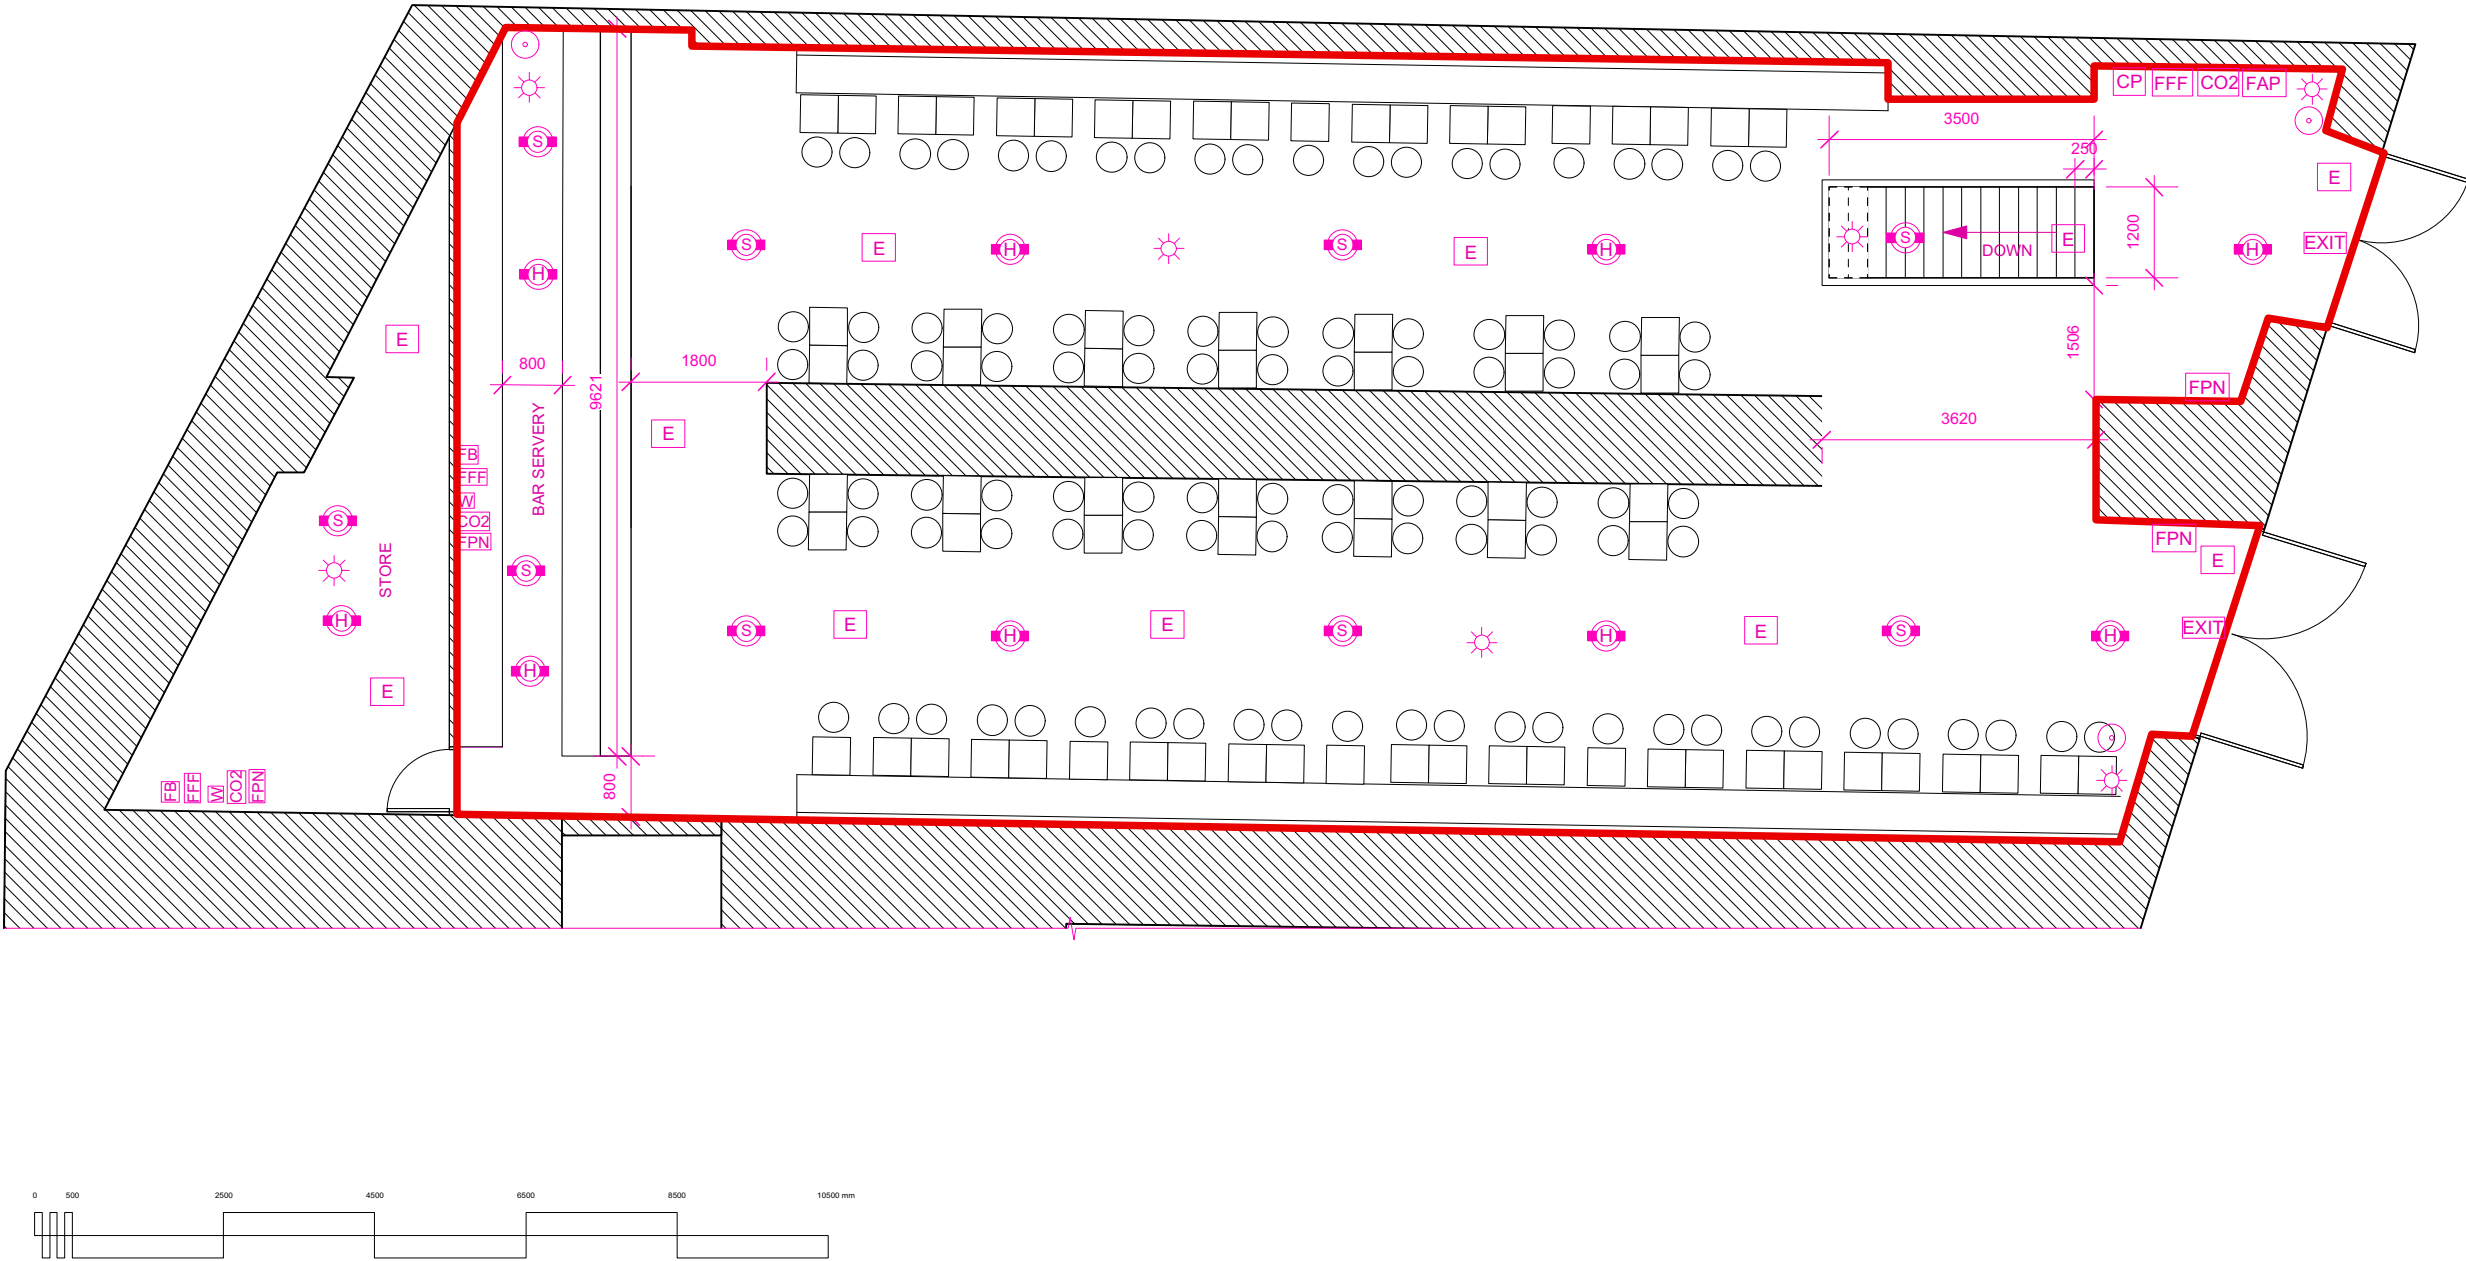 CP FFF CO2 FAP
3500
250
S
E
1200
S E H S E H S DOWN E H EXIT
H
E
1506
800
1800
9621
FPN
BAR SERVERY
E
3620
FB
FFF
W
CO2
FPN
S
STORE
S
FPN
E
H
S E H E S H E S H EXIT
H
E
FB FFF W CO2 FPN
800
0 500 2500 4500 6500 8500 10500 mm